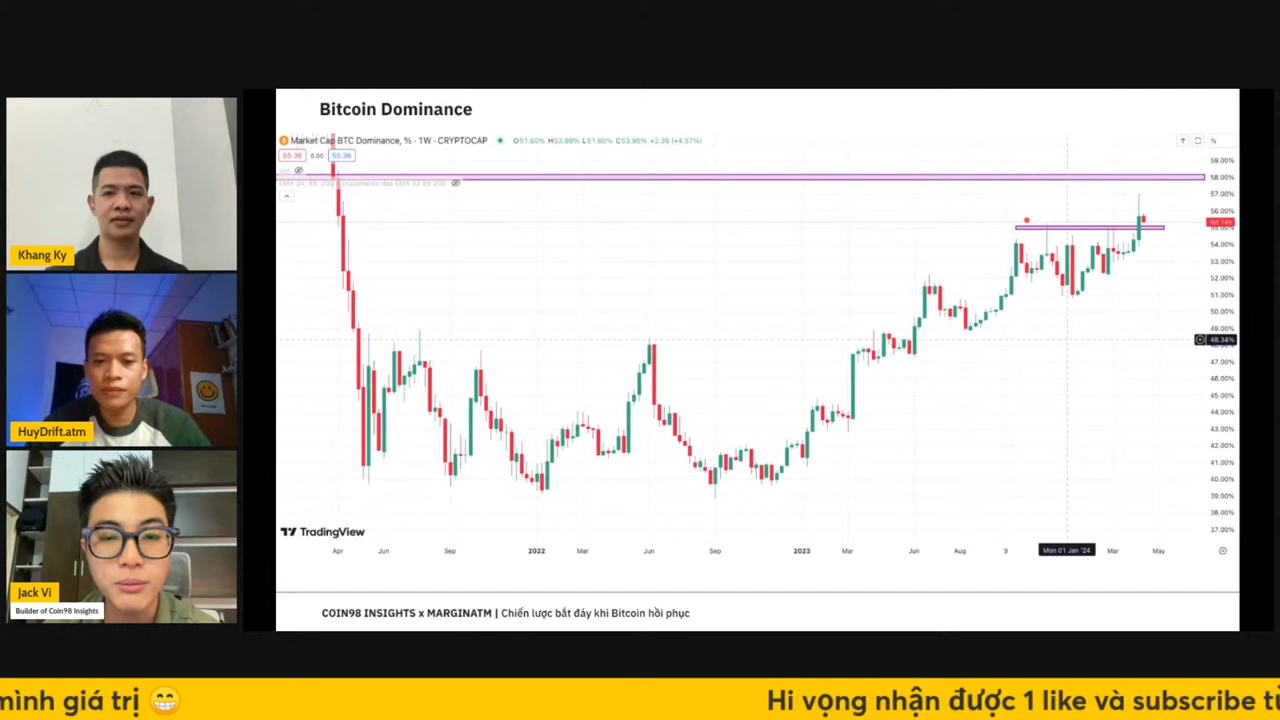 Bitcoin Dominance
Market Cap BTC Dominance, % · 1W · CRYPTOCAP
O51.60% H53.99% L51.60% C53.95% +2.36 (+4.57%)
55.36 0.00 55.36
Vol
%
59.00%
58.00%
57.00%
56.00%
6d 14h
55.00%
54.00%
53.00%
52.00%
51.00%
50.00%
49.00%
48.34%
47.00%
46.00%
45.00%
44.00%
43.00%
42.00%
41.00%
40.00%
39.00%
38.00%
37.00%
TradingView
Apr Jun Sep 2022 Mar Jun Sep 2023 Mar Jun Aug 9 Mon 01 Jan '24 Mar May
COIN98 INSIGHTS x MARGINATM | Chiến lược bắt đáy khi Bitcoin hồi phục
Khang Ky
HuyDrift.atm
Jack Vi
Builder of Coin98 Insights
mình giá trị 😁 Hi vọng nhận được 1 like và subscribe từ